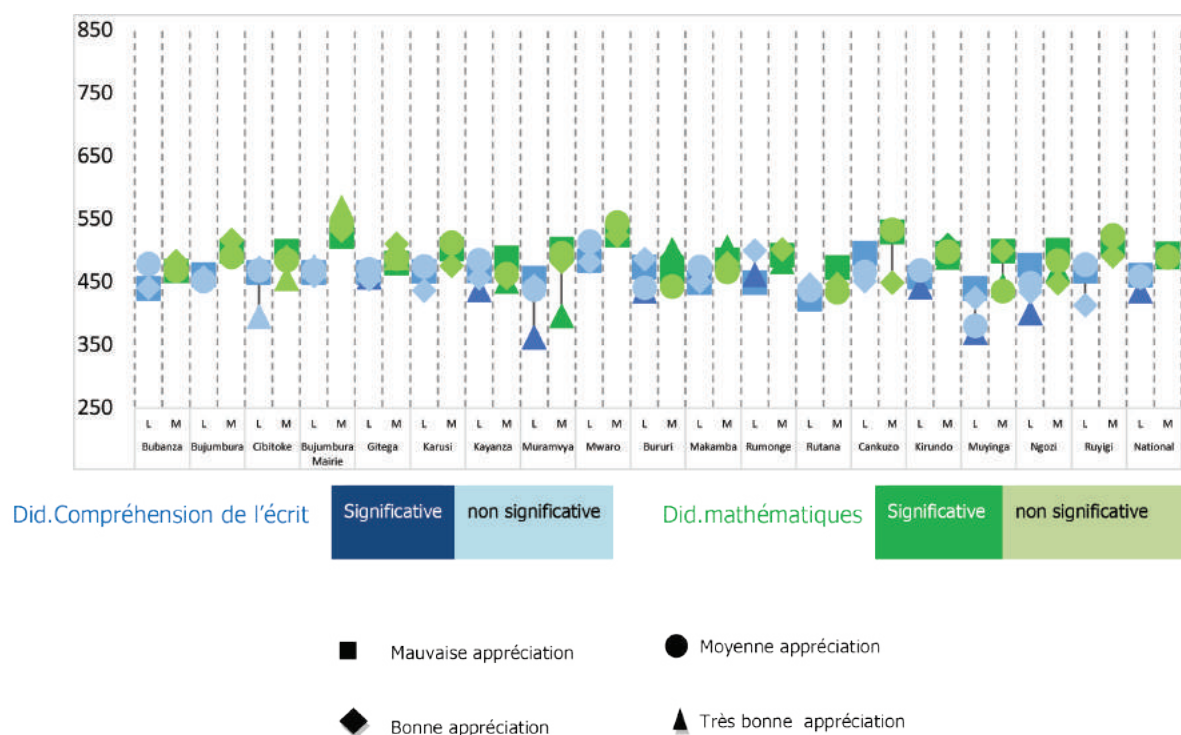 850
750
650
550
450
350
250
L M L M L M L M L M L M L M L M L M L M L M L M L M L M L M L M L M L M L M
Bubanza Bujumbura Cibitoke Bujumbura Mairie Gitega Karusi Kayanza Muramvya Mwaro Bururi Makamba Rumonge Rutana Cankuzo Kirundo Muyinga Ngozi Ruyigi National
Did.Compréhension de l'écrit Significative non significative Did.mathématiques Significative non significative
Mauvaise appréciation Moyenne appréciation
Bonne appréciation Très bonne appréciation